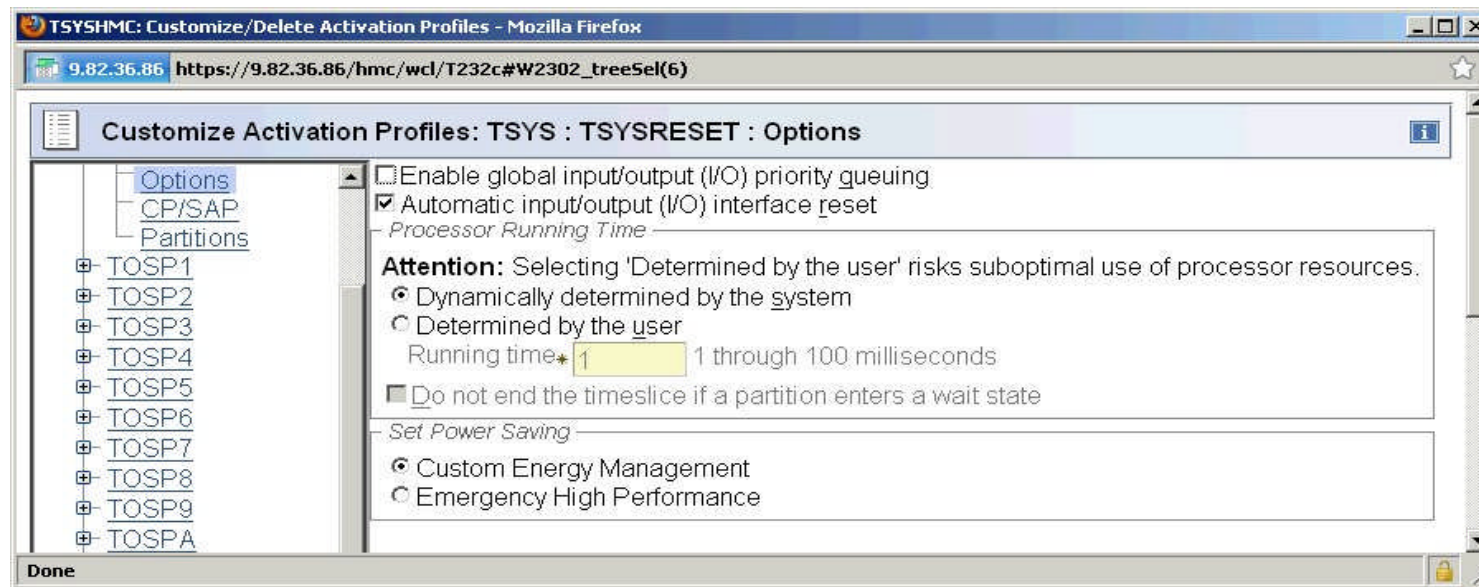 TSYSHMC: Customize/Delete Activation Profiles - Mozilla Firefox
9.82.36.86 https://9.82.36.86/hmc/wcl/T232c#W2302_treeSel(6)
Customize Activation Profiles: TSYS : TSYSRESET : Options
i
Options
CP/SAP
Partitions
TOSP1
TOSP2
TOSP3
TOSP4
TOSP5
TOSP6
TOSP7
TOSP8
TOSP9
TOSPA
Enable global input/output (I/O) priority queuing
Automatic input/output (I/O) interface reset
Processor Running Time
Attention: Selecting 'Determined by the user' risks suboptimal use of processor resources.
Dynamically determined by the system
Determined by the user
Running time* 1 1 through 100 milliseconds
Do not end the timeslice if a partition enters a wait state
Set Power Saving
Custom Energy Management
Emergency High Performance
Done